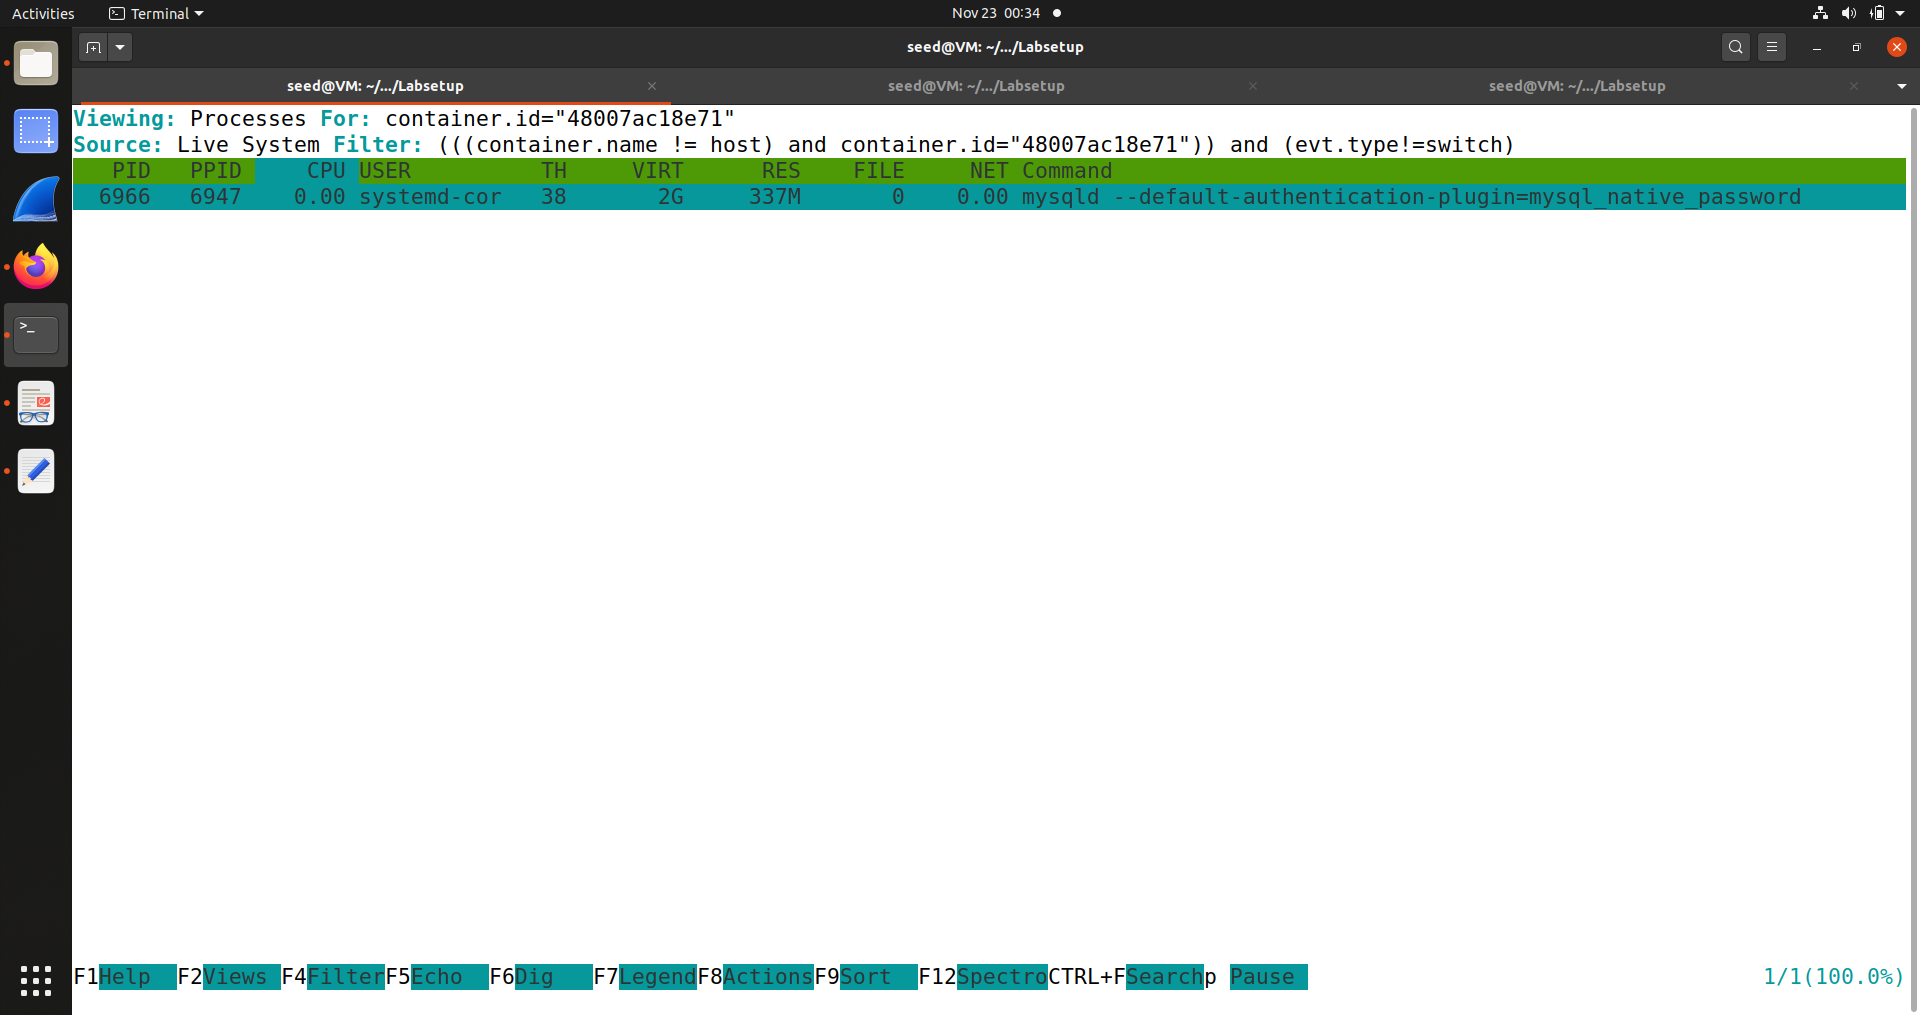 Activities Terminal Nov 23 00:34
seed@VM: ~/.../Labsetup
seed@VM: ~/.../Labsetup seed@VM: ~/.../Labsetup seed@VM: ~/.../Labsetup
Viewing: Processes For: container.id="48007ac18e71"
Source: Live System Filter: (((container.name != host) and container.id="48007ac18e71")) and (evt.type!=switch)
PID PPID CPU USER TH VIRT RES FILE NET Command
6966 6947 0.00 systemd-cor 38 2G 337M 0 0.00 mysqld --default-authentication-plugin=mysql_native_password
F1Help F2Views F4FilterF5Echo F6Dig F7LegendF8ActionsF9Sort F12SpectroCTRL+FSearchp Pause 1/1(100.0%)